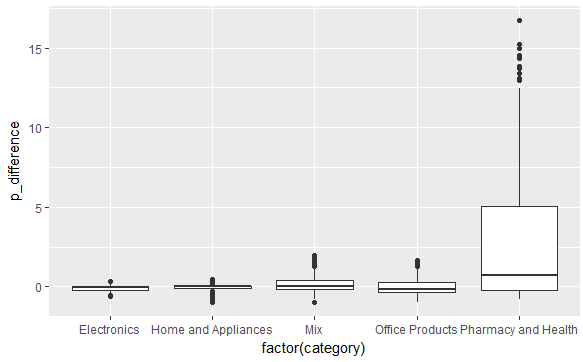 15
10
5
0
p_difference
Electronics
Home and Appliances
Mix
Office Products
Pharmacy and Health
factor(category)